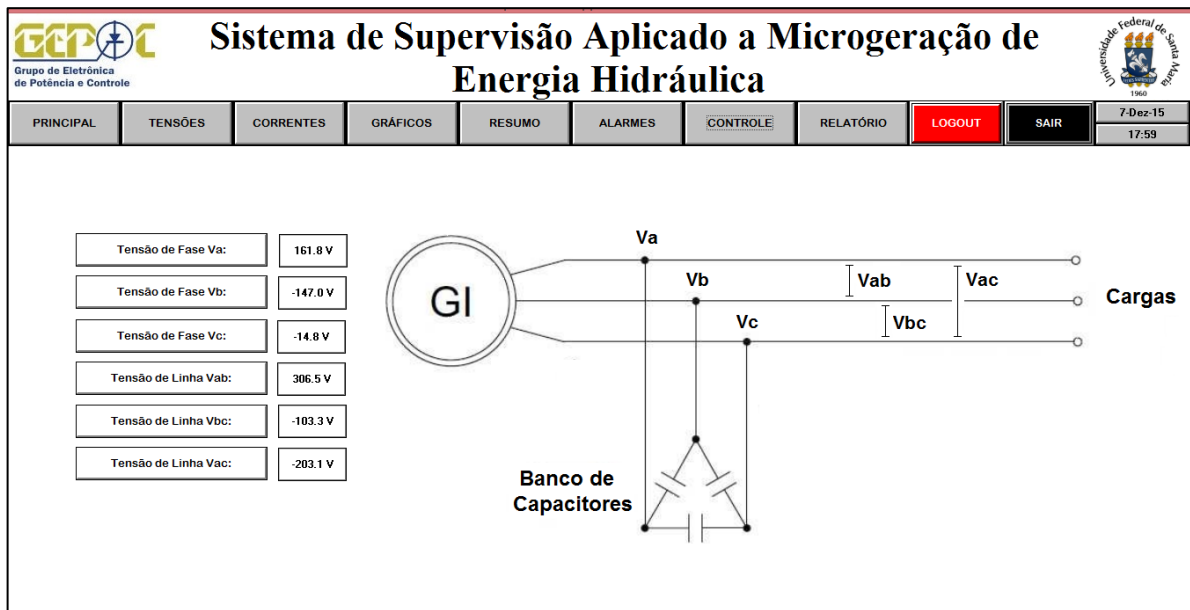 GEPOC
Grupo de Eletrônica
de Potência e Controle
Sistema de Supervisão Aplicado a Microgeração de
Energia Hidráulica
Universidade Federal de Santa Maria
1960
PRINCIPAL
TENSÕES
CORRENTES
GRÁFICOS
RESUMO
ALARMES
CONTROLE
RELATÓRIO
LOGOUT
SAIR
7-Dez-15
17:59
Tensão de Fase Va: 161.8 V
Tensão de Fase Vb: -147.0 V
Tensão de Fase Vc: -14.8 V
Tensão de Linha Vab: 306.5 V
Tensão de Linha Vbc: -103.3 V
Tensão de Linha Vac: -203.1 V
GI
Va
Vb
Vc
Vab
Vac
Vbc
Cargas
Banco de
Capacitores